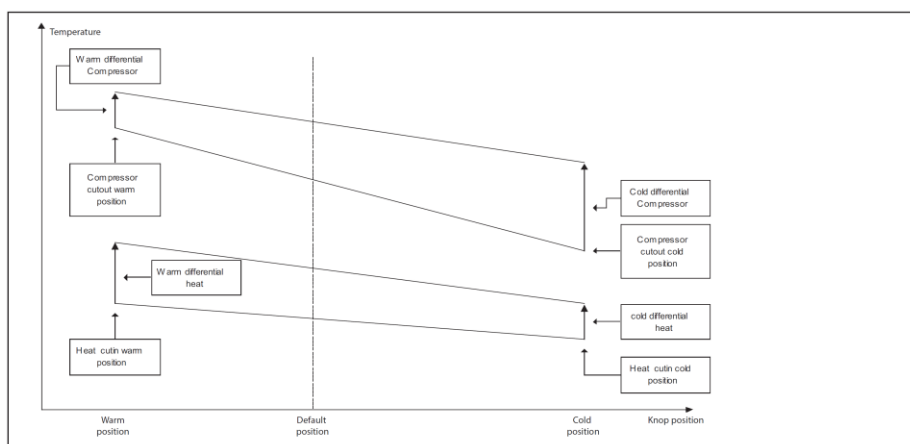 Temperature
Warm differential
Compressor
Compressor
cutout warm
position
Cold differential
Compressor
Compressor
cutout cold
position
Warm differential
heat
cold differential
heat
Heat cutin warm
position
Heat cutin cold
position
Warm
position
Default
position
Cold
position
Knop position